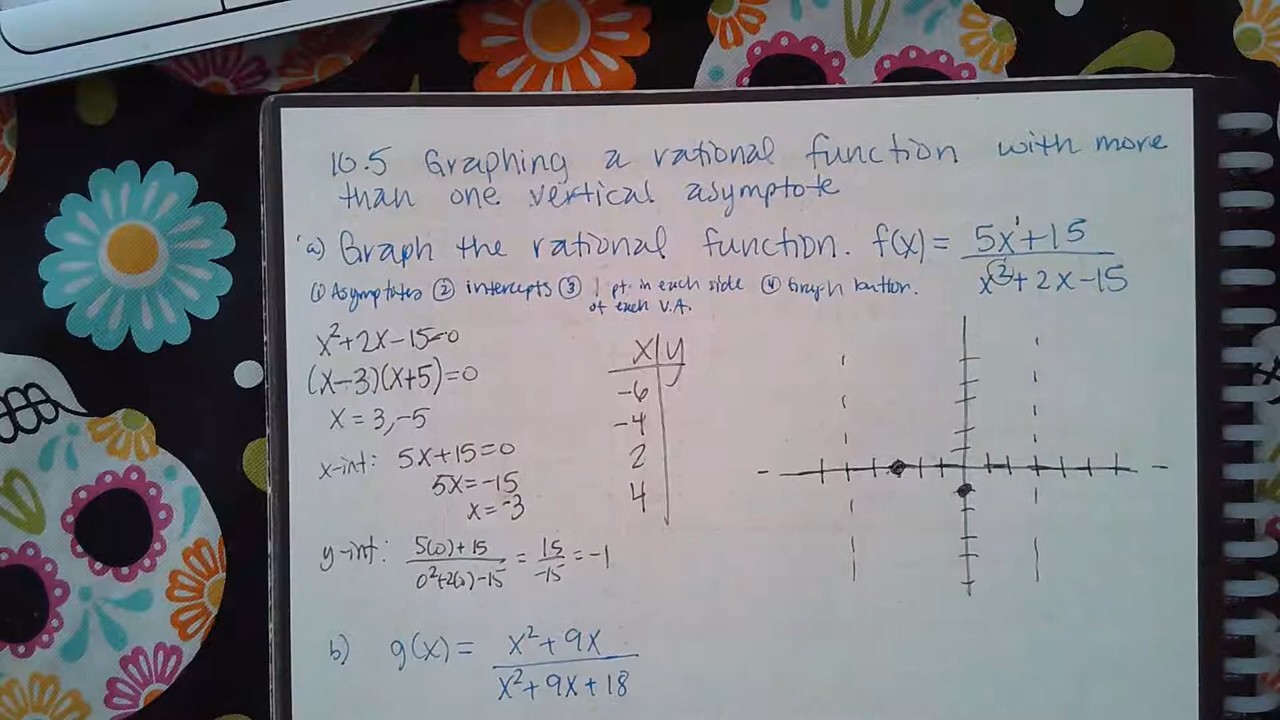 10.5 Graphing a rational function with more
than one vertical asymptote
a) Graph the rational function. f(x) = (5x¹+15)/(x²+2x-15)
① Asymptotes ② intercepts ③ 1 pt. in each side ④ Graph button.
of each V.A.
x²+2x-15=0
(x-3)(x+5)=0
x = 3,-5
x-int: 5x+15=0
5x=-15
x=-3
y-int: (5(0)+15)/(0²+2(0)-15) = 15/-15 = -1
x|y
-6
-4
2
4
b) g(x) = (x²+9x)/(x²+9x+18)